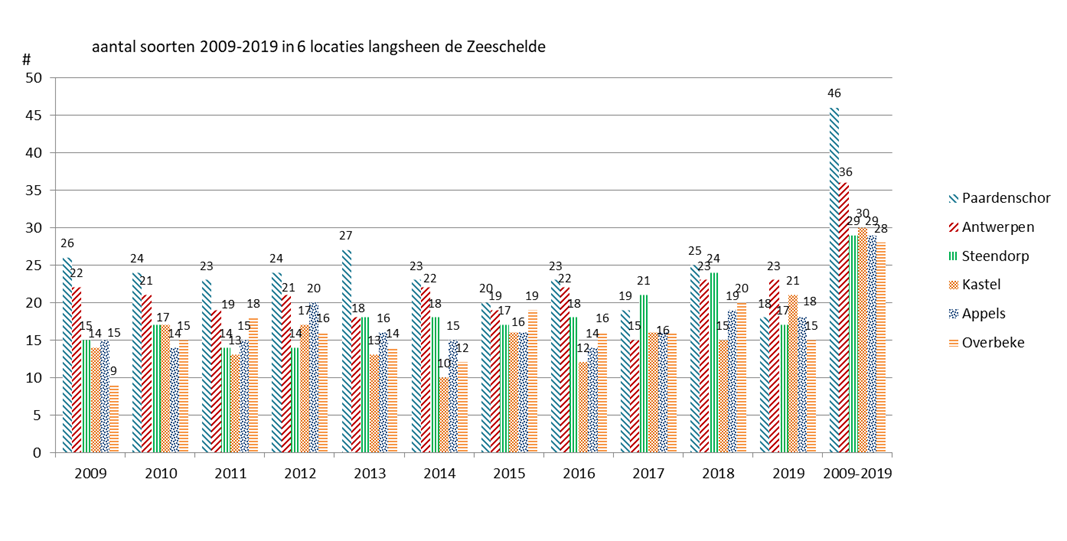 aantal soorten 2009-2019 in 6 locaties langsheen de Zeeschelde
#
50
45
40
35
30
25
20
15
10
5
0
26 22 15 14 15 9
24 21 17 14 15
23 19 14 13 15 18
24 21 14 17 20 16
27 18 13 16 14
23 22 18 10 15 12
20 19 17 16 19
23 22 18 12 14 16
19 15 21 16
25 23 24 15 19 20
18 23 17 21 18 15
46 36 29 30 29 28
2009 2010 2011 2012 2013 2014 2015 2016 2017 2018 2019 2009-2019
Paardenschor
Antwerpen
Steendorp
Kastel
Appels
Overbeke